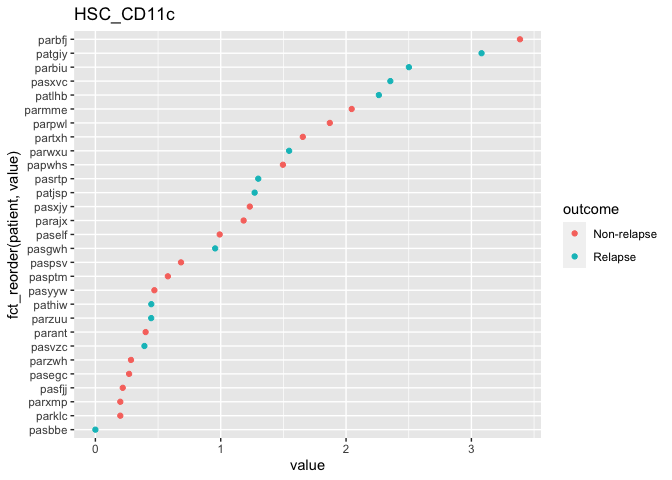 HSC_CD11c
fct_reorder(patient, value)
parbfj
patgiy
parbiu
pasxvc
patlhb
parmme
parpwl
partxh
parwxu
papwhs
pasrtp
patjsp
pasxjy
parajx
paself
pasgwh
paspsv
pasptm
pasyyw
pathiw
parzuu
parant
pasvzc
parzwh
pasegc
pasfjj
parxmp
parklc
pasbbe
0 1 2 3
value
outcome
Non-relapse
Relapse